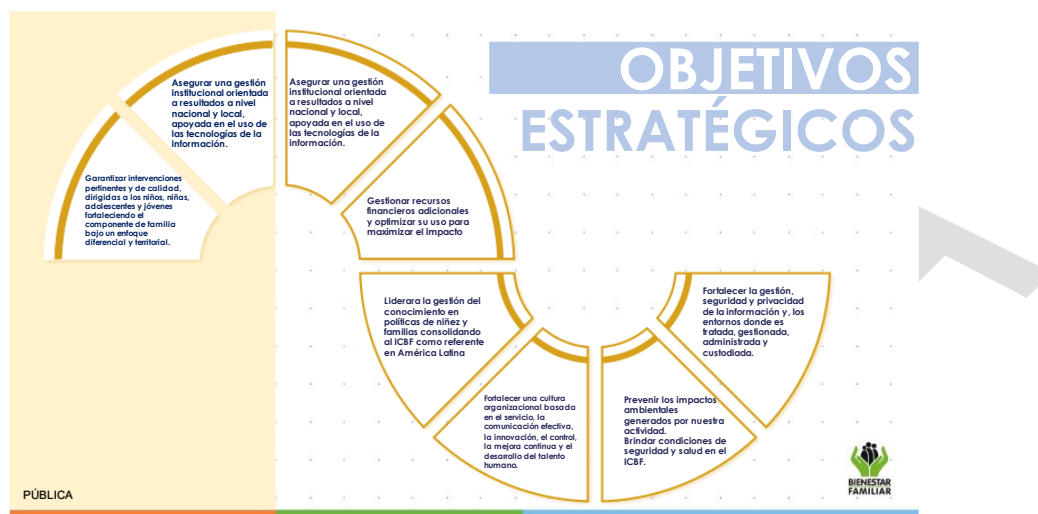 OBJETIVOS
ESTRATÉGICOS
Garantizar intervenciones
pertinentes y de calidad,
dirigidas a los niños, niñas,
adolescentes y jóvenes
fortaleciendo el
componente de familia
bajo un enfoque
diferencial y territorial.
Asegurar una gestión
institucional orientada
a resultados a nivel
nacional y local,
apoyada en el uso de
las tecnologías de la
información.
Asegurar una gestión
institucional orientada
a resultados a nivel
nacional y local,
apoyada en el uso de
las tecnologías de la
información.
Gestionar recursos
financieros adicionales
y optimizar su uso para
maximizar el impacto
Liderara la gestión del
conocimiento en
políticas de niñez y
familias consolidando
al ICBF como referente
en América Latina
Fortalecer una cultura
organizacional basada
en el servicio, la
comunicación efectiva,
la innovación, el control,
la mejora continua y el
desarrollo del talento
humano.
Prevenir los impactos
ambientales
generados por nuestra
actividad.
Brindar condiciones de
seguridad y salud en el
ICBF.
Fortalecer la gestión,
seguridad y privacidad
de la información y, los
entornos donde es
tratada, gestionada,
administrada y
custodiada.
BIENESTAR
FAMILIAR
PÚBLICA